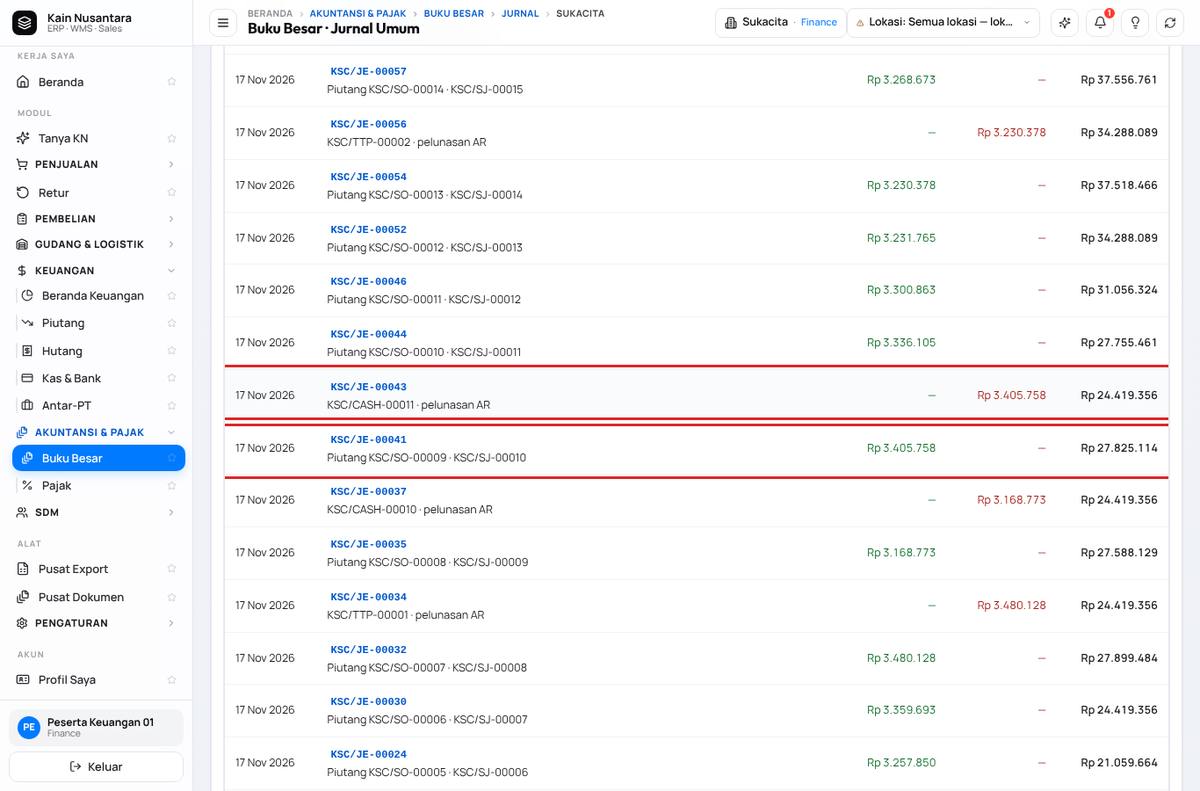 Kain Nusantara
ERP · WMS · Sales
KERJA SAYA
Beranda
MODUL
Tanya KN
PENJUALAN
Retur
PEMBELIAN
GUDANG & LOGISTIK
KEUANGAN
Beranda Keuangan
Piutang
Hutang
Kas & Bank
Antar-PT
AKUNTANSI & PAJAK
Buku Besar
Pajak
SDM
ALAT
Pusat Export
Pusat Dokumen
PENGATURAN
AKUN
Profil Saya
PE
Peserta Keuangan 01
Finance
Keluar
BERANDA > AKUNTANSI & PAJAK > BUKU BESAR > JURNAL > SUKACITA
Buku Besar · Jurnal Umum
Sukacita · Finance
Lokasi: Semua lokasi — lok...
1
KSC/JE-00057
17 Nov 2026 Rp 3.268.673 — Rp 37.556.761
Piutang KSC/SO-00014 · KSC/SJ-00015
KSC/JE-00056
17 Nov 2026 — Rp 3.230.378 Rp 34.288.089
KSC/TTP-00002 · pelunasan AR
KSC/JE-00054
17 Nov 2026 Rp 3.230.378 — Rp 37.518.466
Piutang KSC/SO-00013 · KSC/SJ-00014
KSC/JE-00052
17 Nov 2026 Rp 3.231.765 — Rp 34.288.089
Piutang KSC/SO-00012 · KSC/SJ-00013
KSC/JE-00046
17 Nov 2026 Rp 3.300.863 — Rp 31.056.324
Piutang KSC/SO-00011 · KSC/SJ-00012
KSC/JE-00044
17 Nov 2026 Rp 3.336.105 — Rp 27.755.461
Piutang KSC/SO-00010 · KSC/SJ-00011
KSC/JE-00043
17 Nov 2026 — Rp 3.405.758 Rp 24.419.356
KSC/CASH-00011 · pelunasan AR
KSC/JE-00041
17 Nov 2026 Rp 3.405.758 — Rp 27.825.114
Piutang KSC/SO-00009 · KSC/SJ-00010
KSC/JE-00037
17 Nov 2026 — Rp 3.168.773 Rp 24.419.356
KSC/CASH-00010 · pelunasan AR
KSC/JE-00035
17 Nov 2026 Rp 3.168.773 — Rp 27.588.129
Piutang KSC/SO-00008 · KSC/SJ-00009
KSC/JE-00034
17 Nov 2026 — Rp 3.480.128 Rp 24.419.356
KSC/TTP-00001 · pelunasan AR
KSC/JE-00032
17 Nov 2026 Rp 3.480.128 — Rp 27.899.484
Piutang KSC/SO-00007 · KSC/SJ-00008
KSC/JE-00030
17 Nov 2026 Rp 3.359.693 — Rp 24.419.356
Piutang KSC/SO-00006 · KSC/SJ-00007
KSC/JE-00024
17 Nov 2026 Rp 3.257.850 — Rp 21.059.664
Piutang KSC/SO-00005 · KSC/SJ-00006